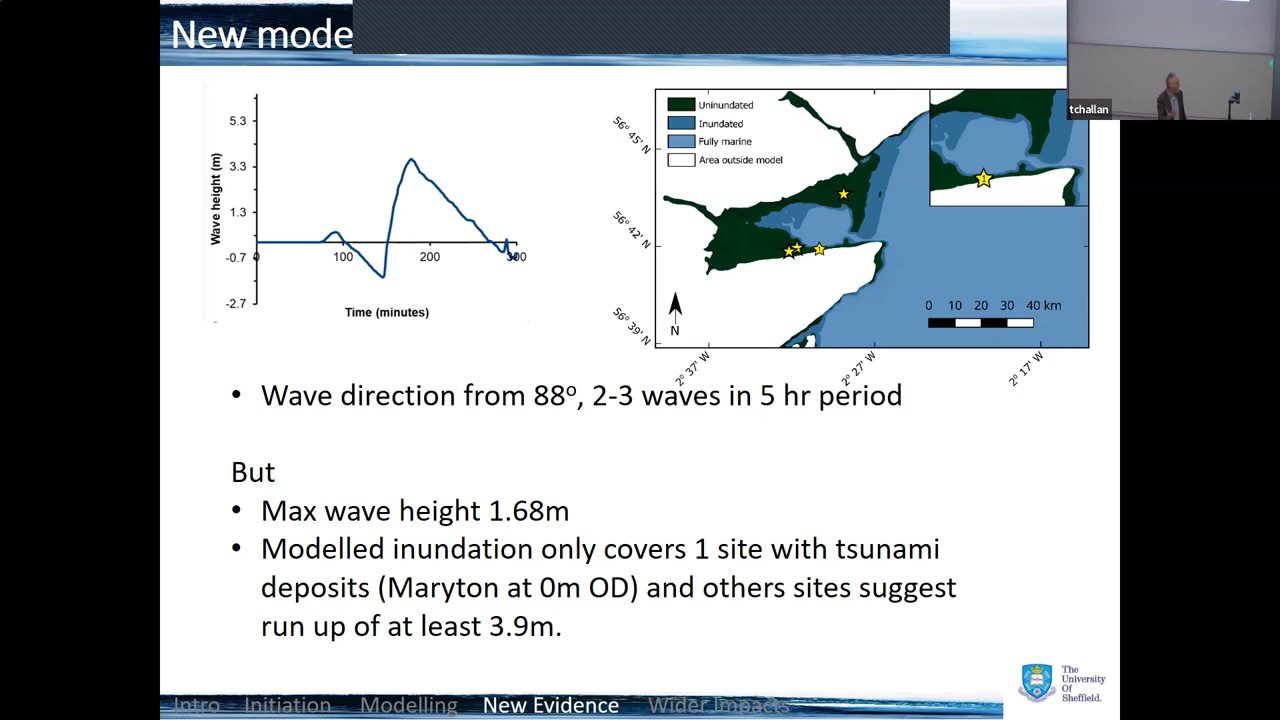 New mode
tchallan
5.3
3.3
1.3
-0.7
-2.7
Wave height (m)
0
100
200
300
Time (minutes)
Uninundated
Inundated
Fully marine
Area outside model
56° 45' N
56° 42' N
56° 39' N
2° 37' W
2° 27' W
2° 17' W
N
0 10 20 30 40 km
1
1
• Wave direction from 88º, 2-3 waves in 5 hr period
But
• Max wave height 1.68m
• Modelled inundation only covers 1 site with tsunami
deposits (Maryton at 0m OD) and others sites suggest
run up of at least 3.9m.
The
University
Of
Sheffield.
Intro Initiation Modelling New Evidence Wider Impacts